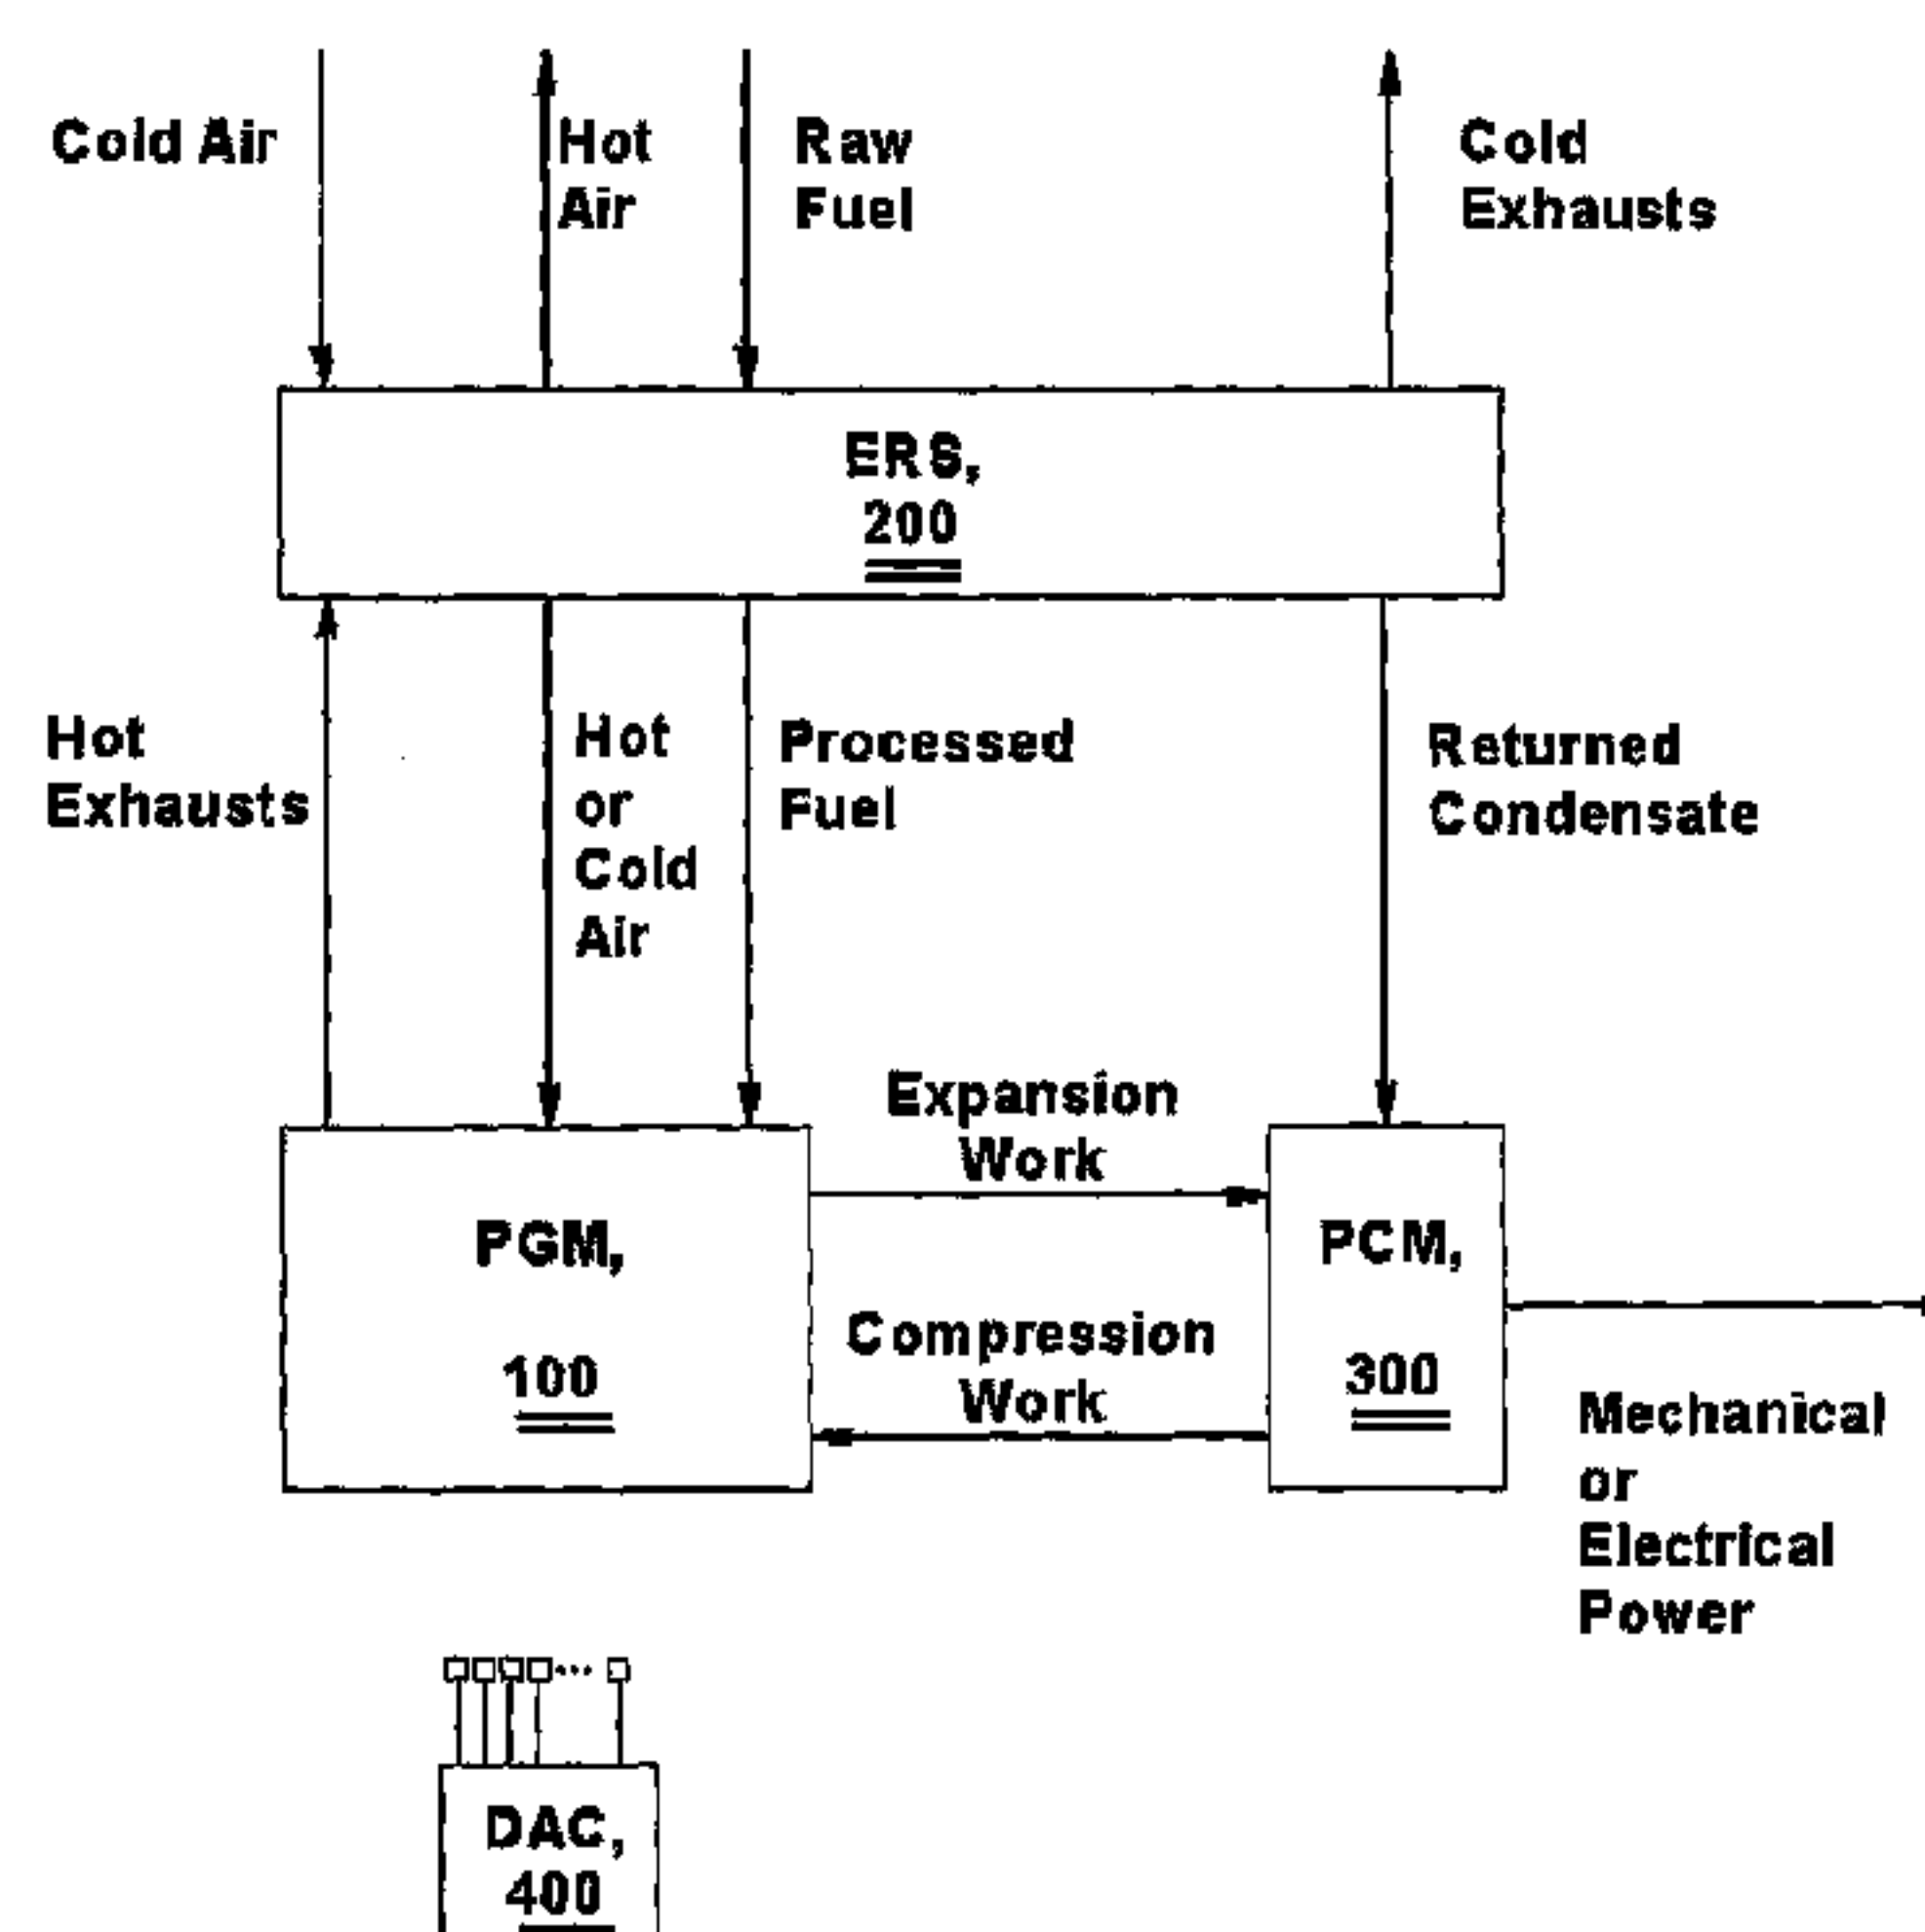 Cold Air
Hot
Air
Raw
Fuel
Cold
Exhausts
ERS,
200
Hot
Exhausts
Hot
or
Cold
Air
Processed
Fuel
Returned
Condensate
Expansion
Work
PGM,
100
PCM,
300
Compression
Work
Mechanical
or
Electrical
Power
DAC,
400